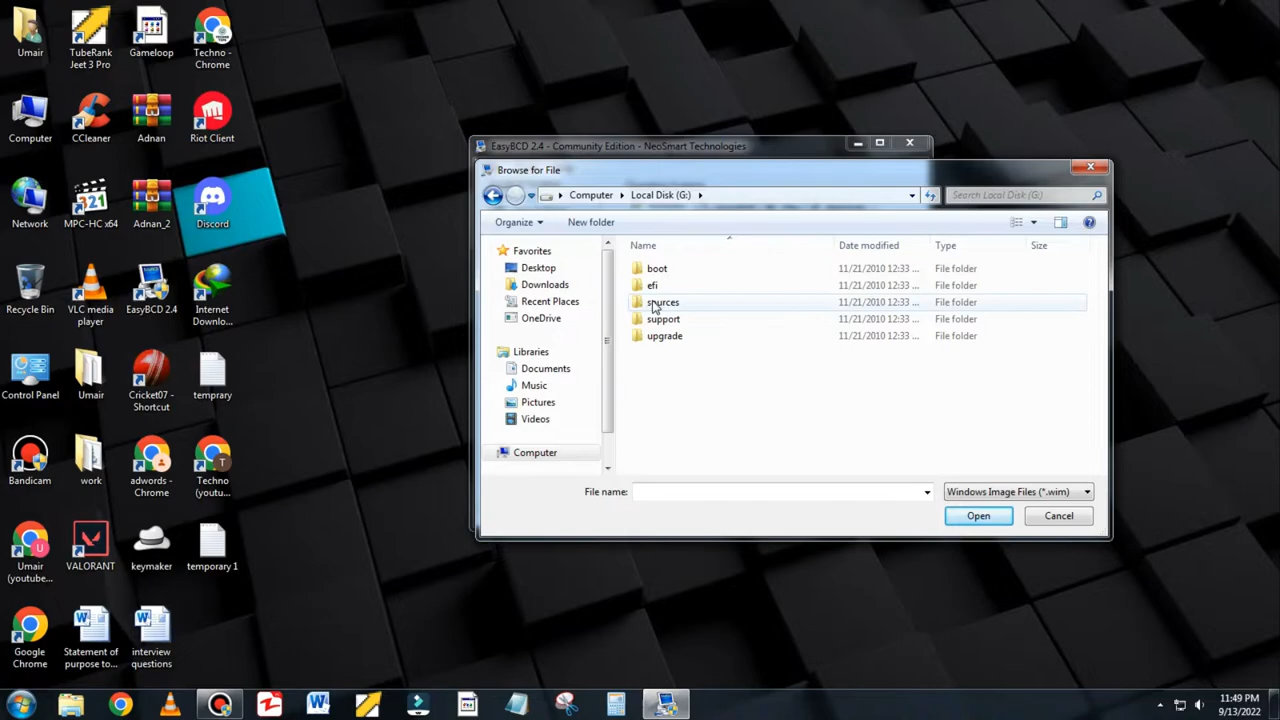 Umair
TubeRank
Jeet 3 Pro
Gameloop
Techno -
Chrome
Computer
CCleaner
Adnan
Riot Client
Network
MPC-HC x64
Adnan_2
Discord
Recycle Bin
VLC media
player
EasyBCD 2.4
Internet
Downlo...
Control Panel
Umair
Cricket07 -
Shortcut
temprary
Bandicam
work
adwords -
Chrome
Techno
(youtu...
Umair
(youtube...
VALORANT
keymaker
temporary 1
Google
Chrome
Statement of
purpose to...
interview
questions
EasyBCD 2.4 - Community Edition - NeoSmart Technologies
Browse for File
Computer
Local Disk (G:)
Search Local Disk (G:)
Organize
New folder
Favorites
Desktop
Downloads
Recent Places
OneDrive
Libraries
Documents
Music
Pictures
Videos
Computer
Name Date modified Type Size
boot 11/21/2010 12:33 ... File folder
efi 11/21/2010 12:33 ... File folder
sources 11/21/2010 12:33 ... File folder
support 11/21/2010 12:33 ... File folder
upgrade 11/21/2010 12:33 ... File folder
File name:
Windows Image Files (*.wim)
Open
Cancel
11:49 PM
9/13/2022